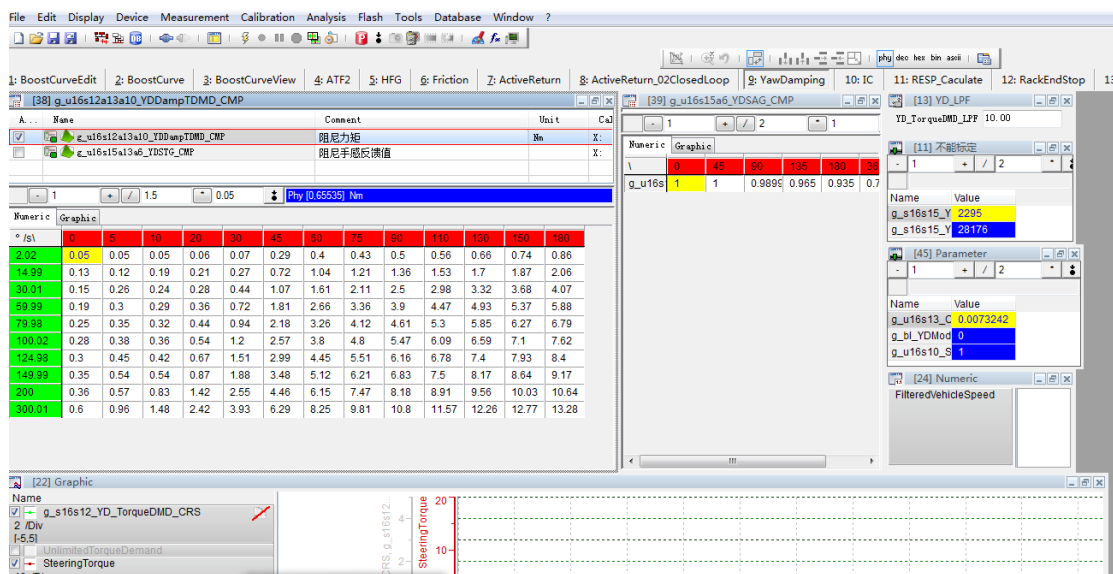 File Edit Display Device Measurement Calibration Analysis Flash Tools Database Window ?
phy dec hex bin ascii
1: BoostCurveEdit 2: BoostCurve 3: BoostCurveView 4: ATF2 5: HFG 6: Friction 7: ActiveReturn 8: ActiveReturn_02ClosedLoop 9: YawDamping 10: IC 11: RESP_Caculate 12: RackEndStop 13
[38] g_u16s12a13a10_YDDampTDMD_CMP
A... Name Comment Unit Cal
g_u16s12a13a10_YDDampTDMD_CMP 阻尼力矩 Nm X:
g_u16s15a13a6_YDSTG_CMP 阻尼手感反馈值 X:
- 1 + / 1.5 * 0.05 Phy [0,65535] Nm
Numeric Graphic
° /s\ 0 5 10 20 30 45 60 75 90 110 130 150 180
2.02 0.05 0.05 0.05 0.06 0.07 0.29 0.4 0.43 0.5 0.56 0.66 0.74 0.86
14.99 0.13 0.12 0.19 0.21 0.27 0.72 1.04 1.21 1.36 1.53 1.7 1.87 2.06
30.01 0.15 0.26 0.24 0.28 0.44 1.07 1.61 2.11 2.5 2.98 3.32 3.68 4.07
59.99 0.19 0.3 0.29 0.36 0.72 1.81 2.66 3.36 3.9 4.47 4.93 5.37 5.88
79.98 0.25 0.35 0.32 0.44 0.94 2.18 3.26 4.12 4.61 5.3 5.85 6.27 6.79
100.02 0.28 0.38 0.36 0.54 1.2 2.57 3.8 4.8 5.47 6.09 6.59 7.1 7.62
124.98 0.3 0.45 0.42 0.67 1.51 2.99 4.45 5.51 6.16 6.78 7.4 7.93 8.4
149.99 0.35 0.54 0.54 0.87 1.88 3.48 5.12 6.21 6.83 7.5 8.17 8.64 9.17
200 0.36 0.57 0.83 1.42 2.55 4.46 6.15 7.47 8.18 8.91 9.56 10.03 10.64
300.01 0.6 0.96 1.48 2.42 3.93 6.29 8.25 9.81 10.8 11.57 12.26 12.77 13.28
[39] g_u16s15a6_YDSAG_CMP
- 1 + / 2 * 1
Numeric Graphic
\ 0 45 90 135 180 36
g_u16s 1 1 0.9899 0.965 0.935 0.7
[13] YD_LPF
YD_TorqueDMD_LPF 10.00
[11] 不能标定
- 1 + / 2 *
Name Value
g_s16s15_Y 2295
g_s16s15_Y 28176
[45] Parameter
- 1 + / 2 *
Name Value
g_u16s13_C 0.0073242
g_bl_YDMod 0
g_u16s10_S 1
[24] Numeric
FilteredVehicleSpeed
[22] Graphic
Name
g_s16s12_YD_TorqueDMD_CRS
2 /Div
[-5,5]
UnlimitedTorqueDemand
SteeringTorque
CRS, g_s16s12...
4
2
SteeringTorque
20
10